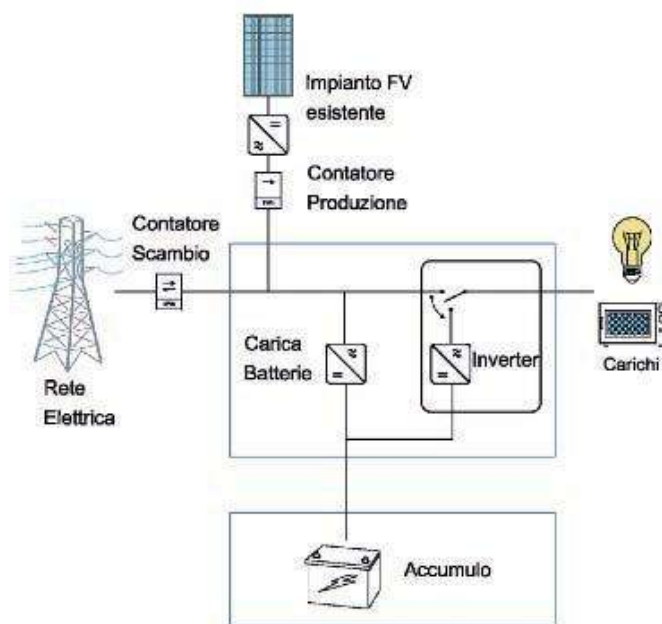 Impianto FV
esistente
Contatore
Produzione
Contatore
Scambio
Rete
Elettrica
Carica
Batterie
Inverter
Carichi
Accumulo